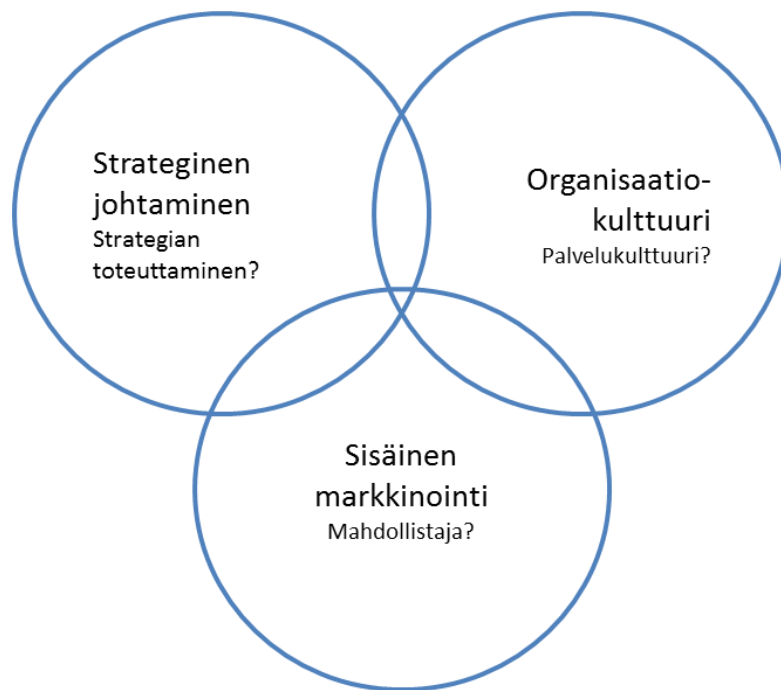 Strateginen
johtaminen
Strategian
toteuttaminen?
Organisaatio-
kulttuuri
Palvelukulttuuri?
Sisäinen
markkinointi
Mahdollistaja?